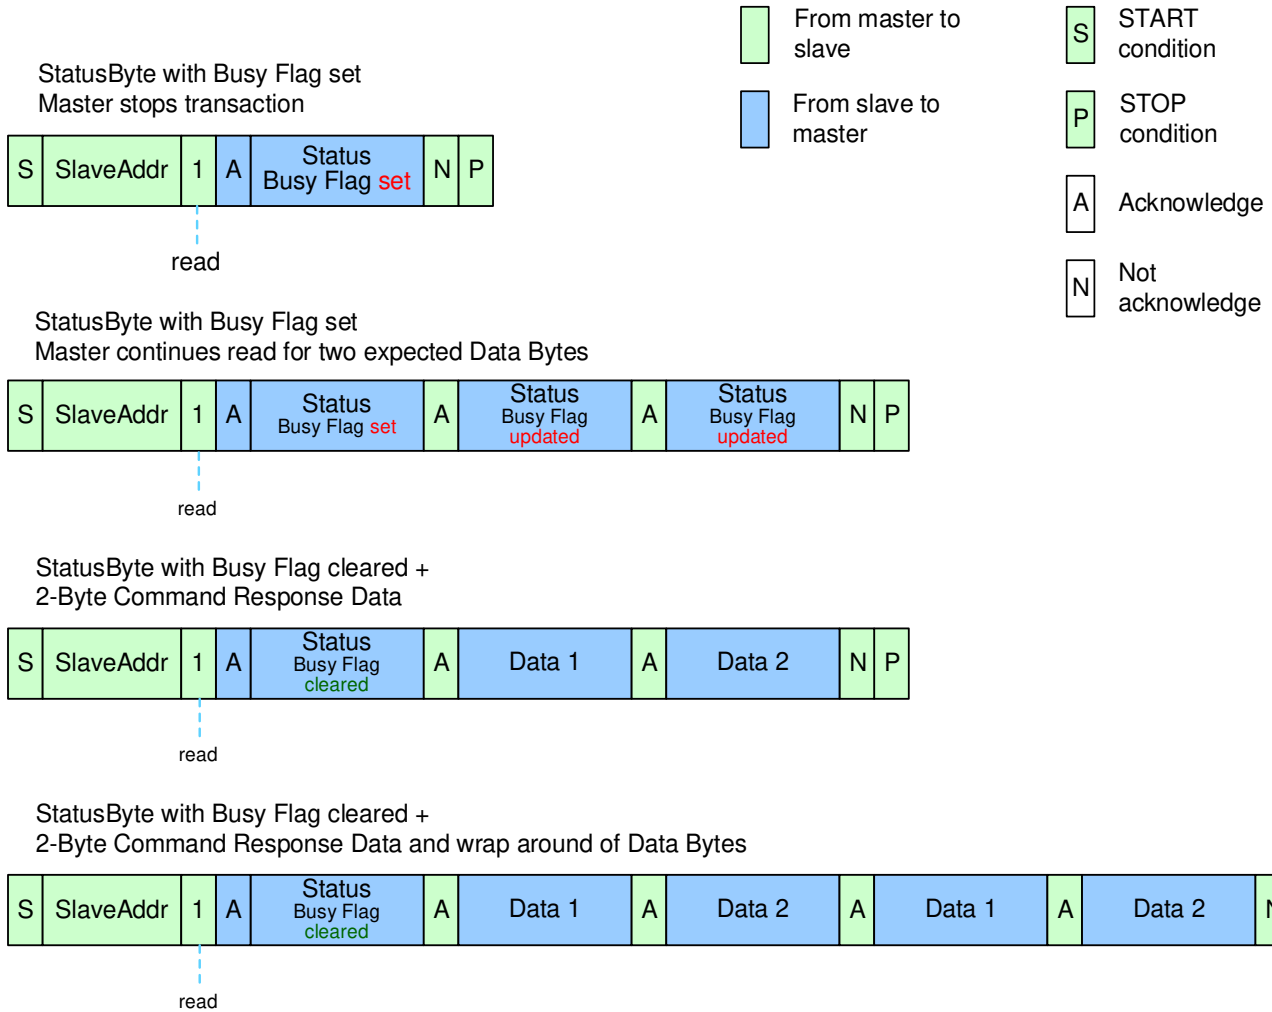 From master to
slave
From slave to
master
S
START
condition
P
STOP
condition
A
Acknowledge
N
Not
acknowledge
StatusByte with Busy Flag set
Master stops transaction
S SlaveAddr 1 A Status N P
Busy Flag set
read
StatusByte with Busy Flag set
Master continues read for two expected Data Bytes
S SlaveAddr 1 A Status A Status A Status N P
Busy Flag set Busy Flag Busy Flag
updated updated
read
StatusByte with Busy Flag cleared +
2-Byte Command Response Data
S SlaveAddr 1 A Status A Data 1 A Data 2 N P
Busy Flag
cleared
read
StatusByte with Busy Flag cleared +
2-Byte Command Response Data and wrap around of Data Bytes
S SlaveAddr 1 A Status A Data 1 A Data 2 A Data 1 A Data 2
Busy Flag
cleared
read